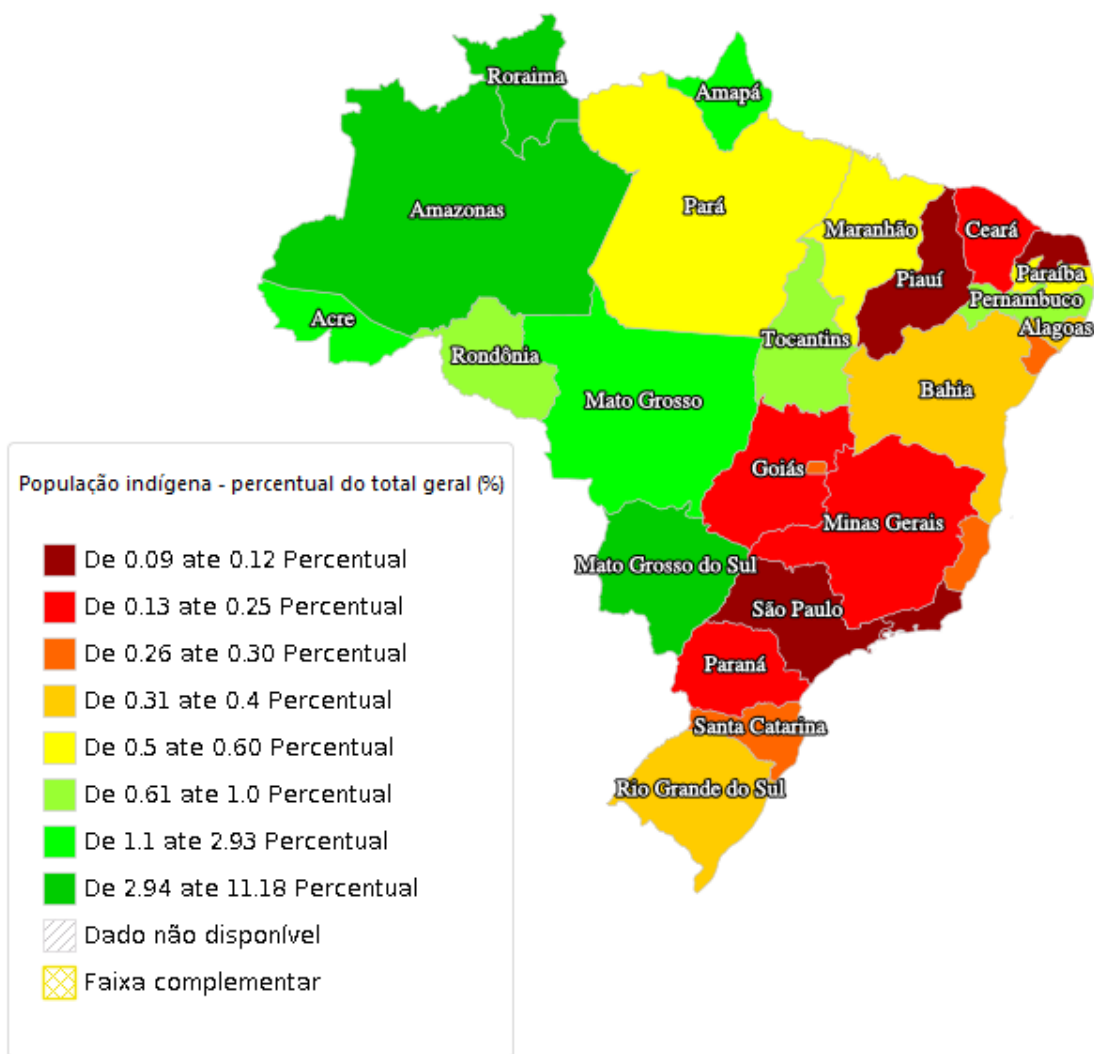 Roraima
Amapá
Amazonas
Pará
Maranhão
Ceará
Piauí
Paraíba
Pernambuco
Acre
Rondônia
Tocantins
Alagoas
Mato Grosso
Bahia
Goiás
Minas Gerais
Mato Grosso do Sul
São Paulo
Paraná
Santa Catarina
Rio Grande do Sul
População indígena - percentual do total geral (%)
De 0.09 ate 0.12 Percentual
De 0.13 ate 0.25 Percentual
De 0.26 ate 0.30 Percentual
De 0.31 ate 0.4 Percentual
De 0.5 ate 0.60 Percentual
De 0.61 ate 1.0 Percentual
De 1.1 ate 2.93 Percentual
De 2.94 ate 11.18 Percentual
Dado não disponível
Faixa complementar